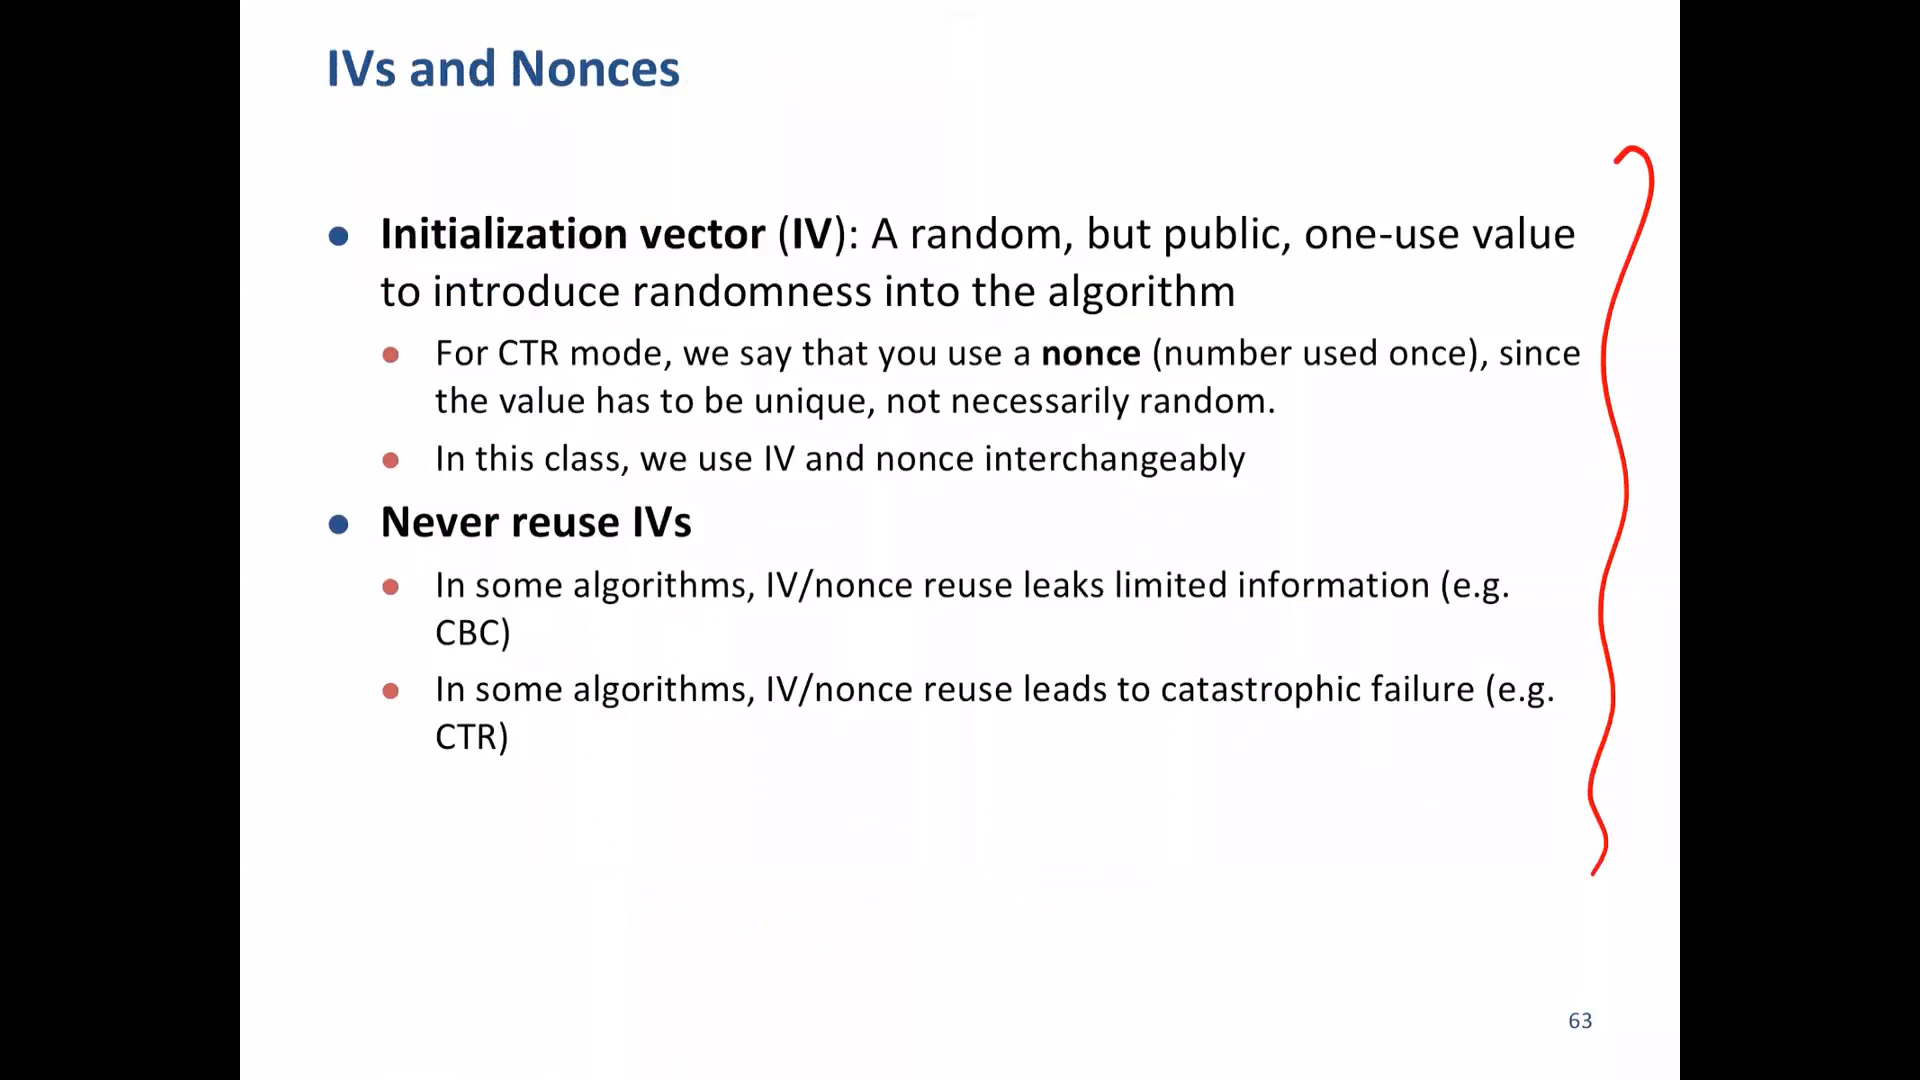 IVs and Nonces
● Initialization vector (IV): A random, but public, one-use value
to introduce randomness into the algorithm
● For CTR mode, we say that you use a nonce (number used once), since
the value has to be unique, not necessarily random.
● In this class, we use IV and nonce interchangeably
● Never reuse IVs
● In some algorithms, IV/nonce reuse leaks limited information (e.g.
CBC)
● In some algorithms, IV/nonce reuse leads to catastrophic failure (e.g.
CTR)
63